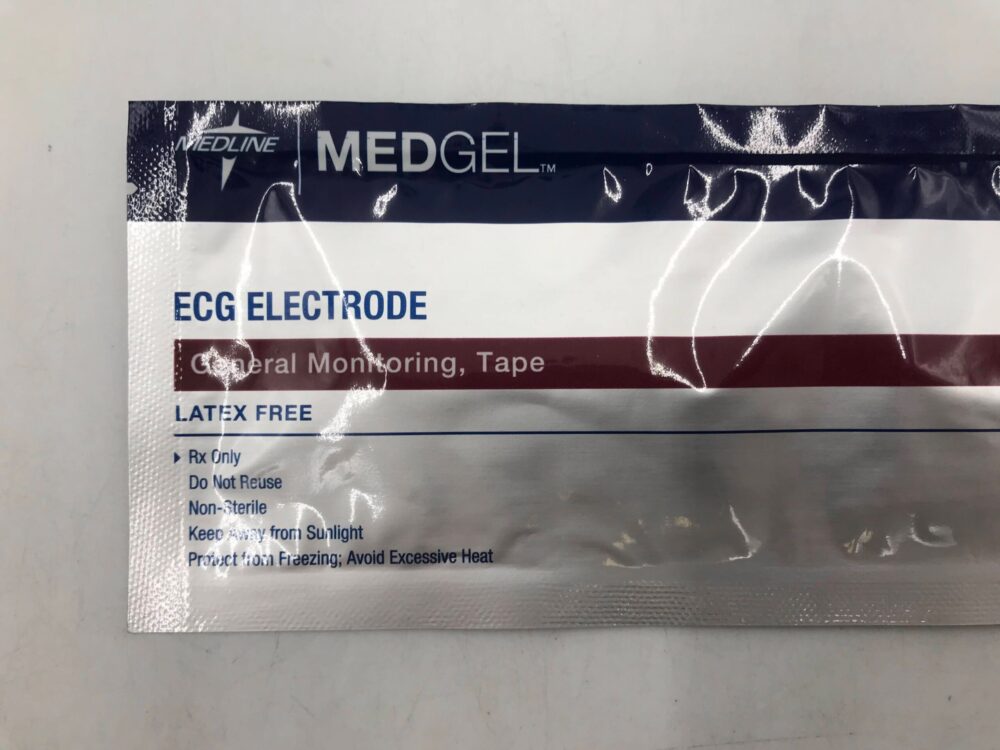 MEDLINE
MEDGEL™
ECG ELECTRODE
General Monitoring, Tape
LATEX FREE
Rx Only
Do Not Reuse
Non-Sterile
Keep Away from Sunlight
Protect from Freezing; Avoid Excessive Heat